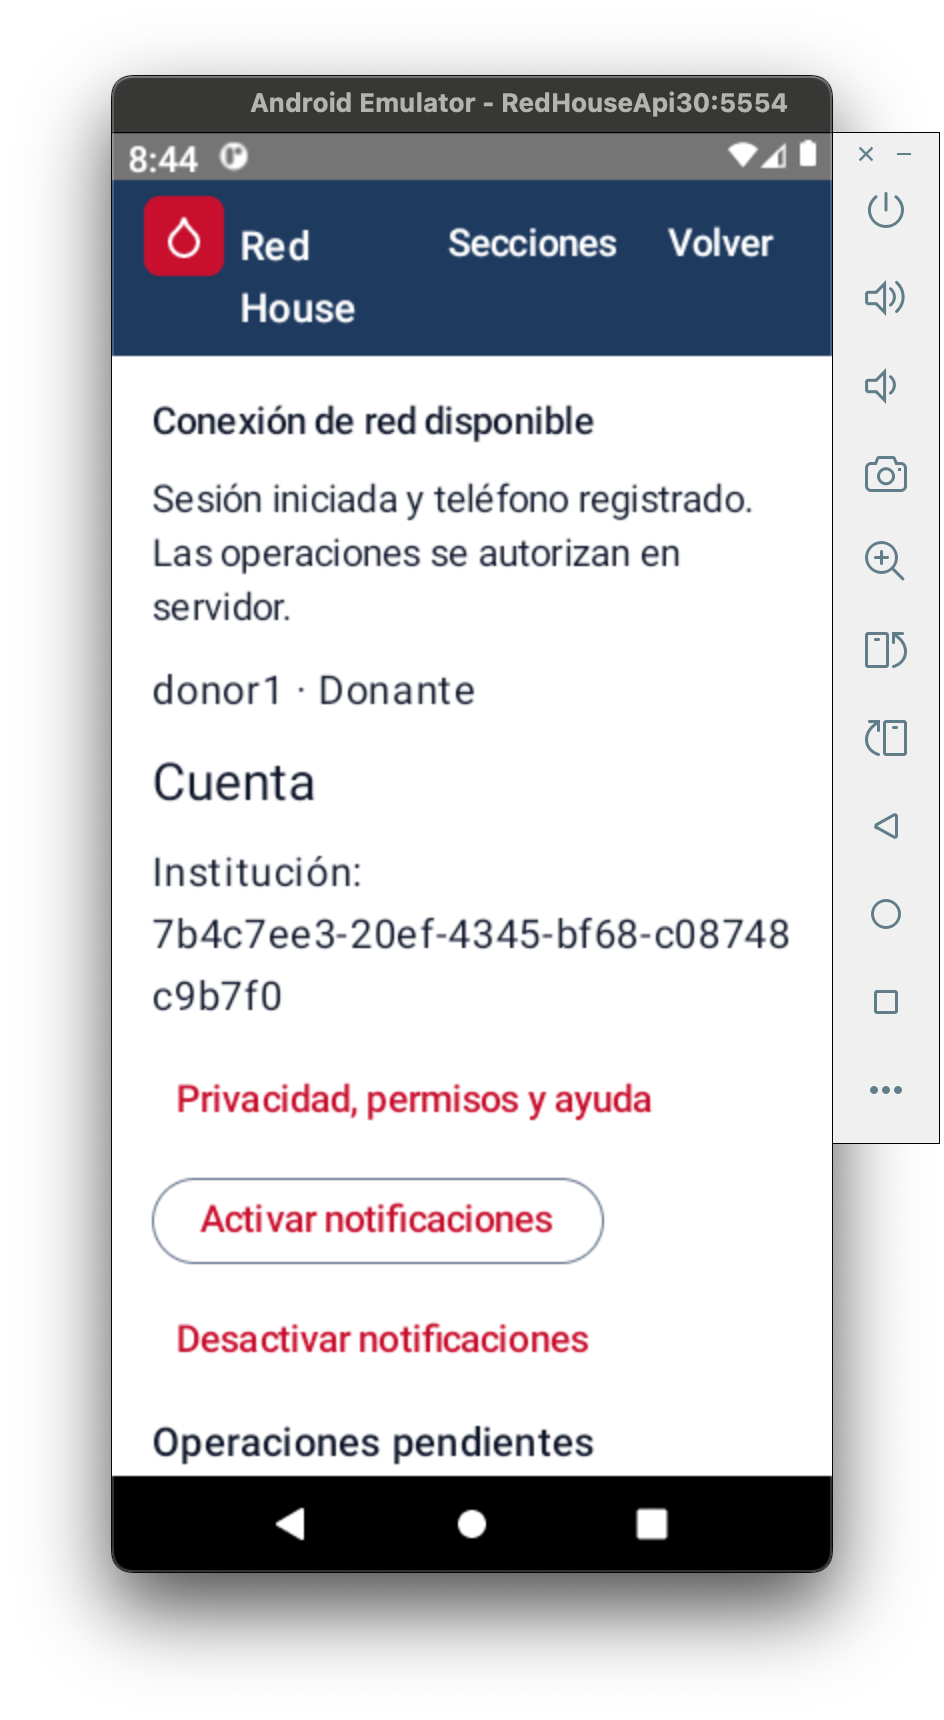 Android Emulator - RedHouseApi30:5554
8:44
Red
House
Secciones
Volver
Conexión de red disponible
Sesión iniciada y teléfono registrado.
Las operaciones se autorizan en
servidor.
donor1 · Donante
Cuenta
Institución:
7b4c7ee3-20ef-4345-bf68-c08748
c9b7f0
Privacidad, permisos y ayuda
Activar notificaciones
Desactivar notificaciones
Operaciones pendientes